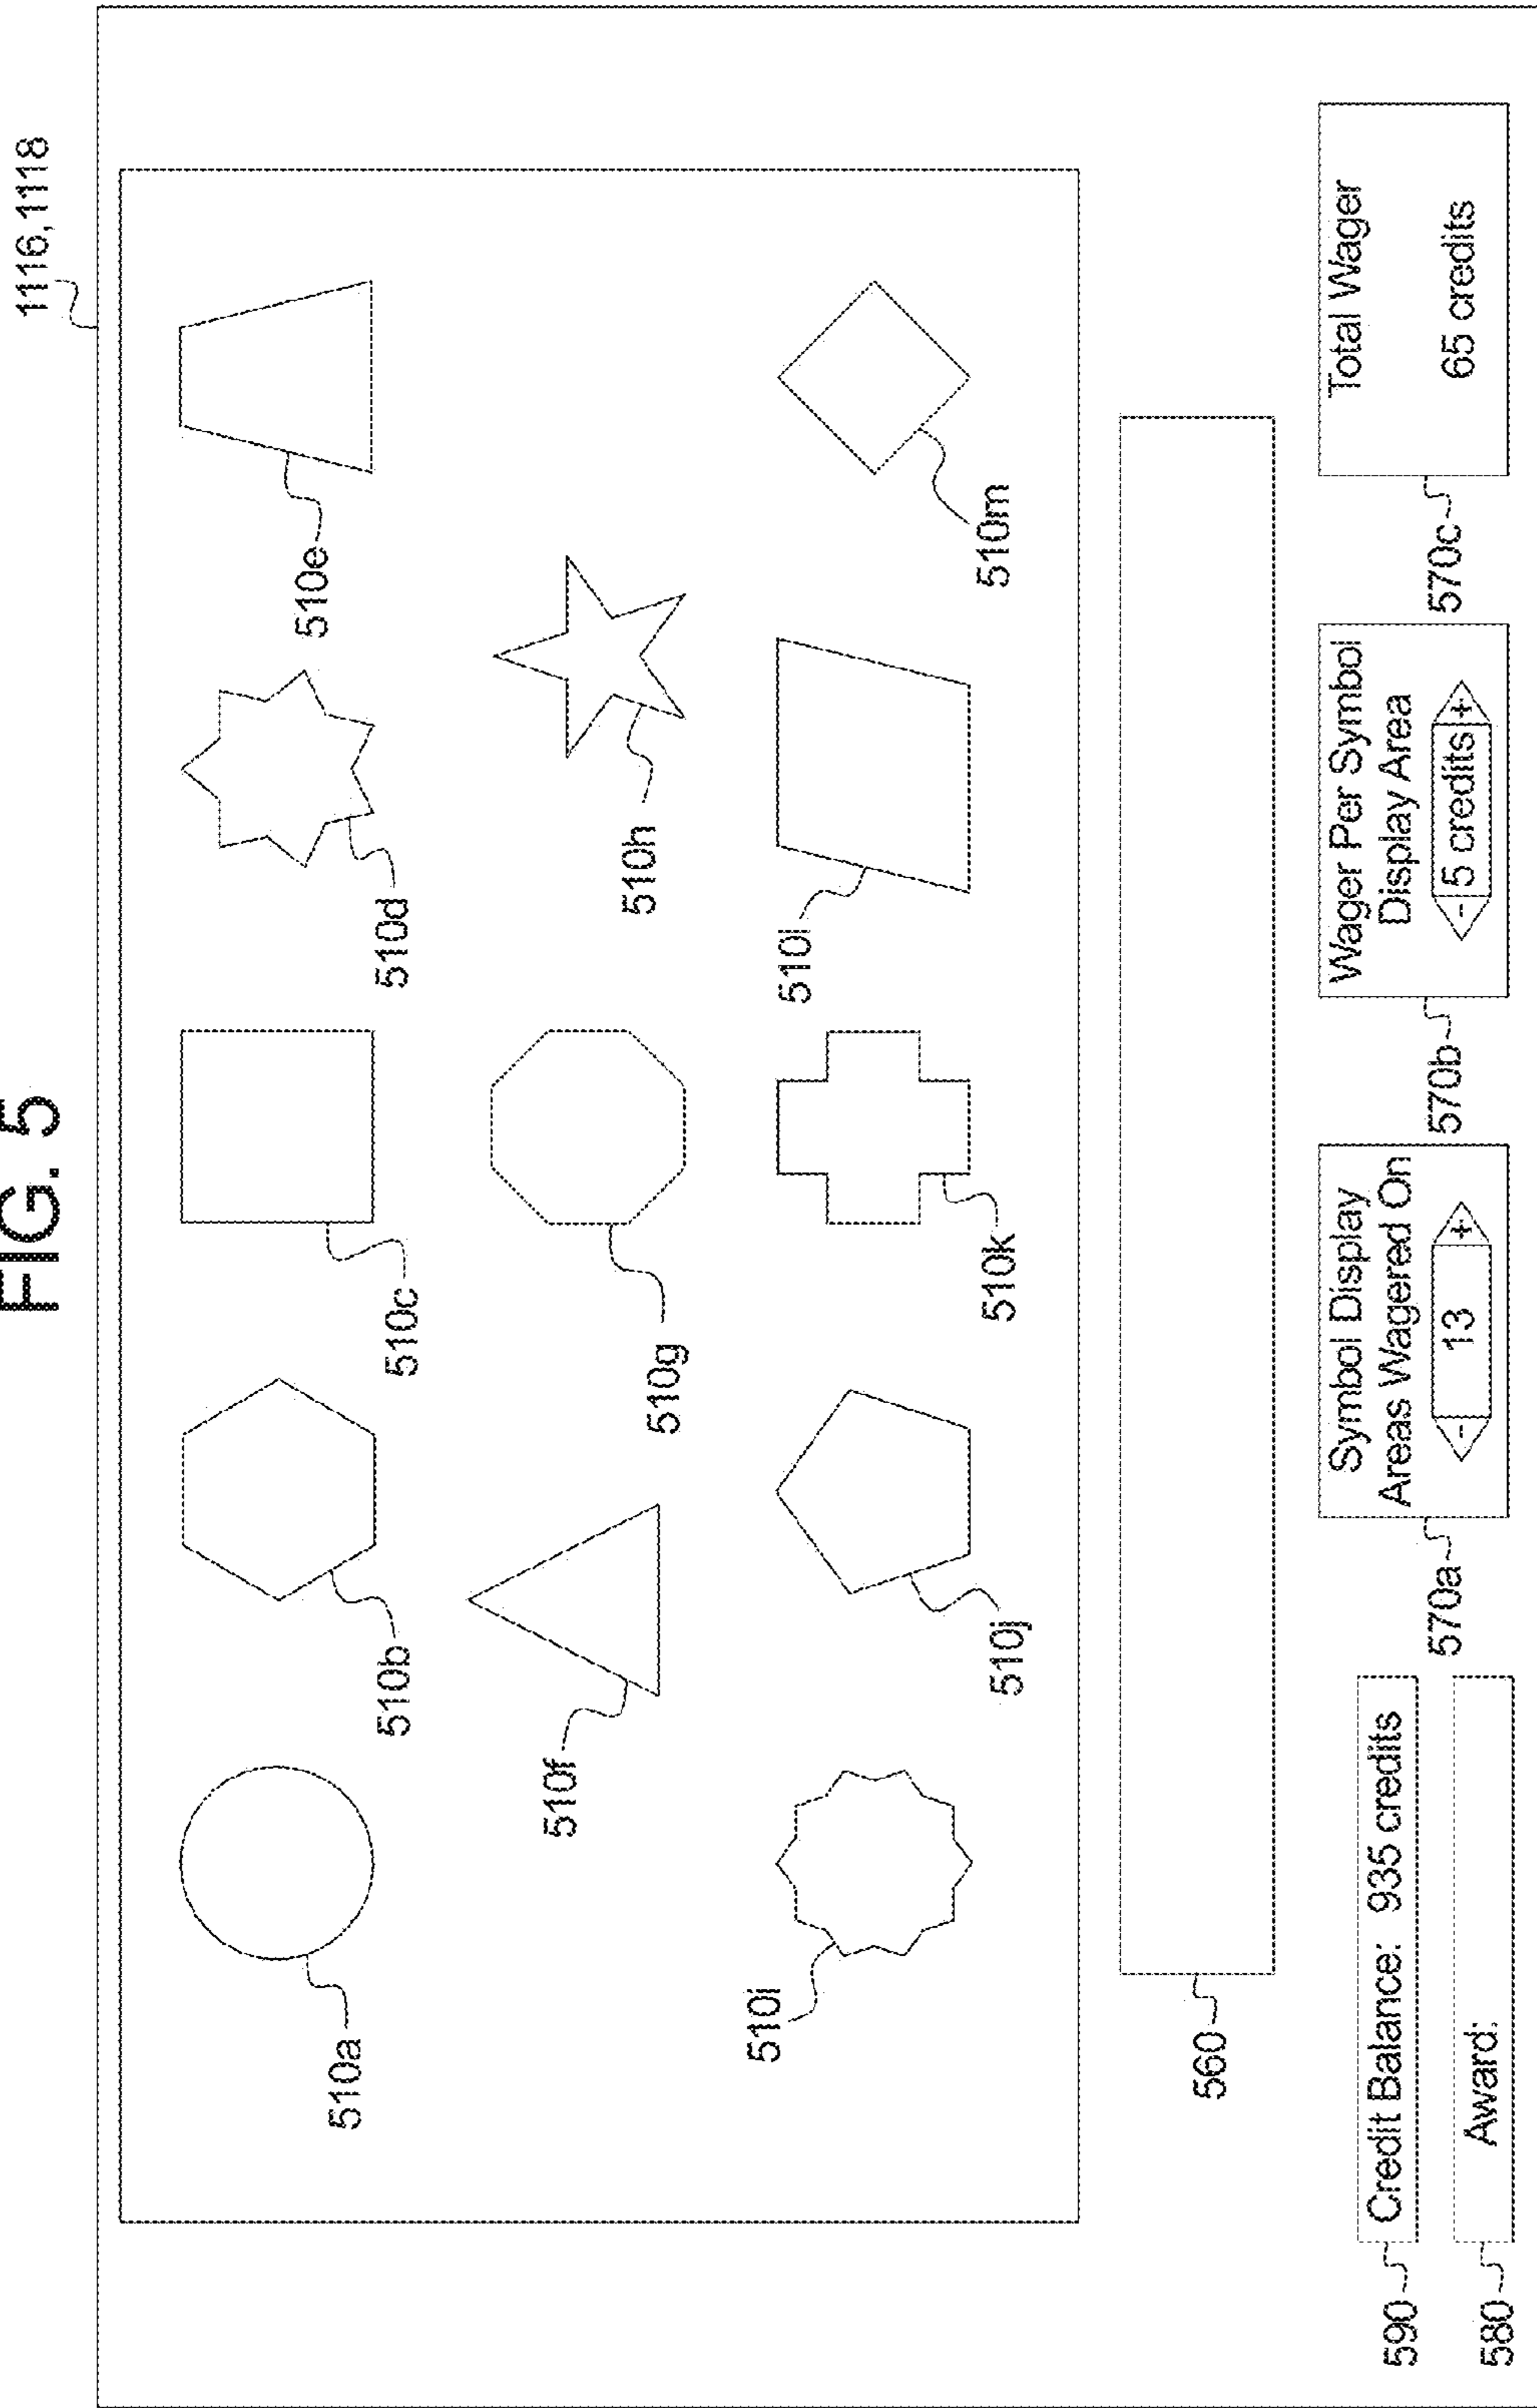 FIG. 5
1116,1118
510a
510b
510c
510d
510e
510f
510g
510h
510i
510j
510k
510l
510m
560
590
Credit Balance: 935 credits
580
Award:
570a
Symbol Display
Areas Wagered On
- 13 +
570b
Wager Per Symbol
Display Area
- 5 credits +
570c
Total Wager
65 credits